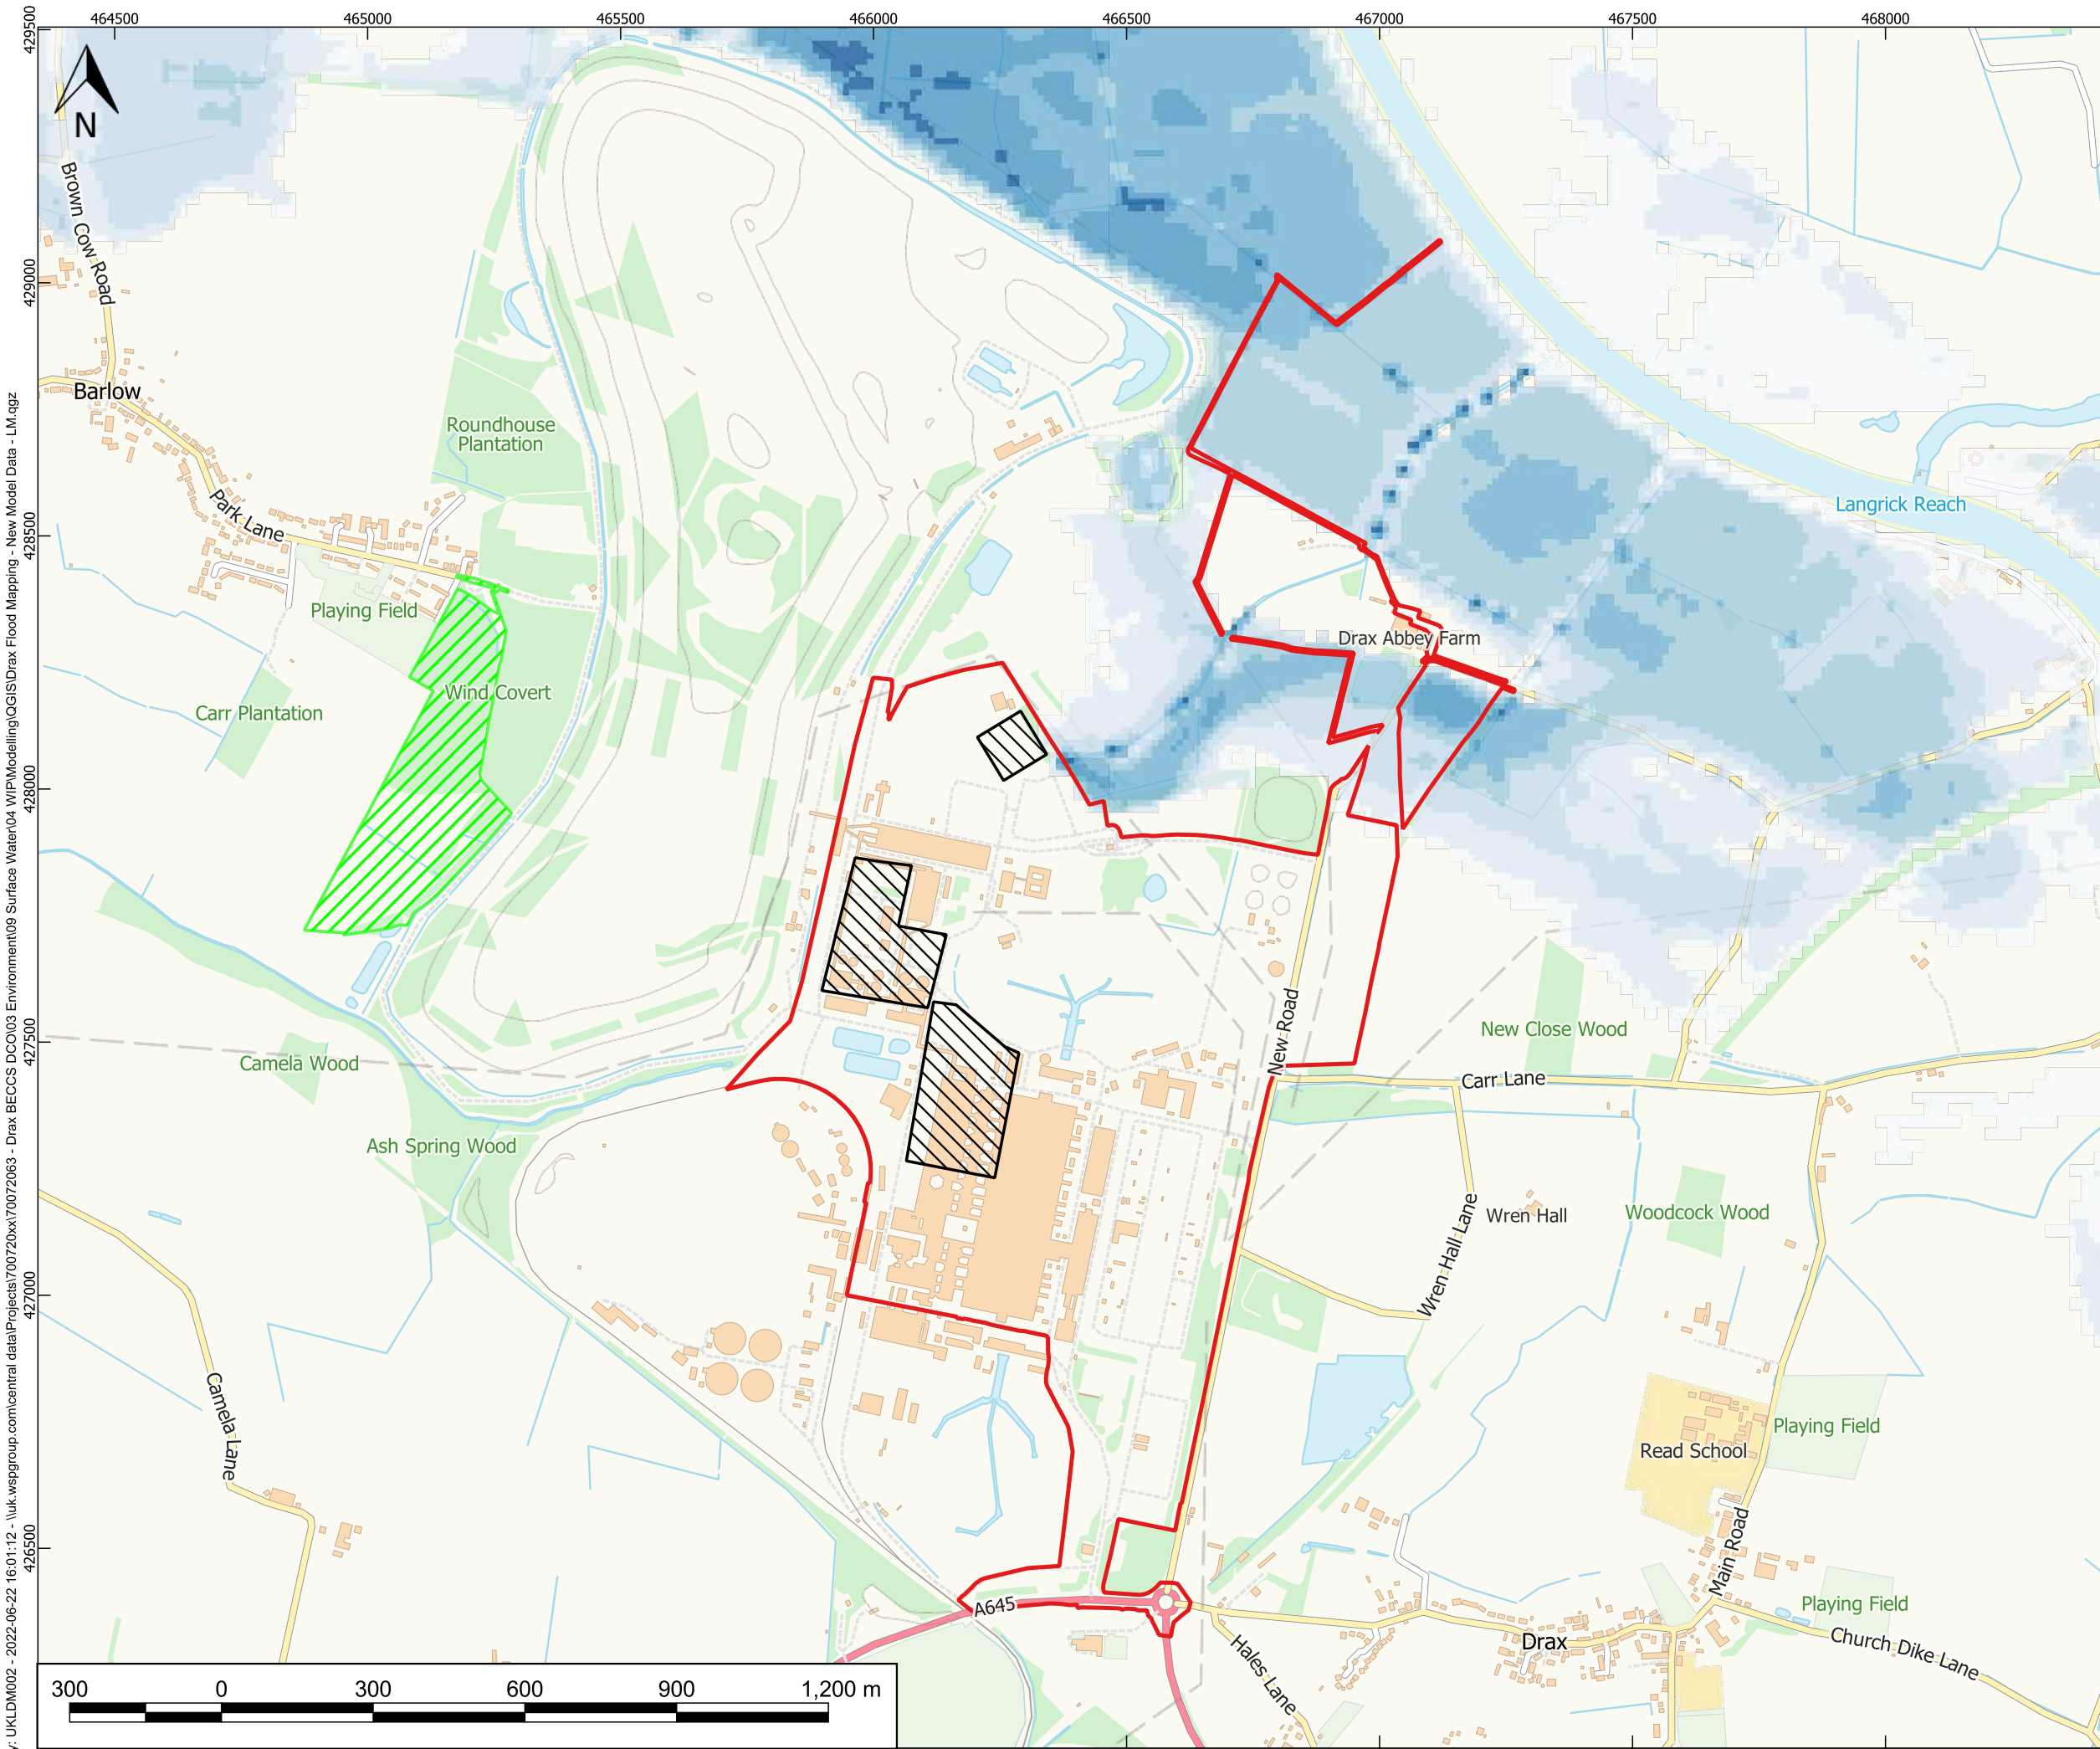 464500 465000 465500 466000 466500 467000 467500 468000
429500
N
Brown Cow Road
429000
Barlow
Roundhouse
Plantation
Langrick Reach
Park Lane
428500
Playing Field
Drax Abbey Farm
Wind Covert
Carr Plantation
428000
New Road
New Close Wood
427500
Camela Wood
Carr Lane
Ash Spring Wood
Wren Hall Lane
Wren Hall
Woodcock Wood
427000
Camela Lane
Playing Field
Read School
Main Road
426500
A645
Playing Field
Drax
Church Dike Lane
Hales Lane
300 0 300 600 900 1,200 m
y: UKLDM002 - 2022-06-22 16:01:12 - \\uk.wspgroup.com\central data\Projects\700720xx\70072063 - Drax BECCS DCO\03 Environment\09 Surface Water\04 WIP\Modelling\QGIS\Drax Flood Mapping - New Model Data - LM.qgz